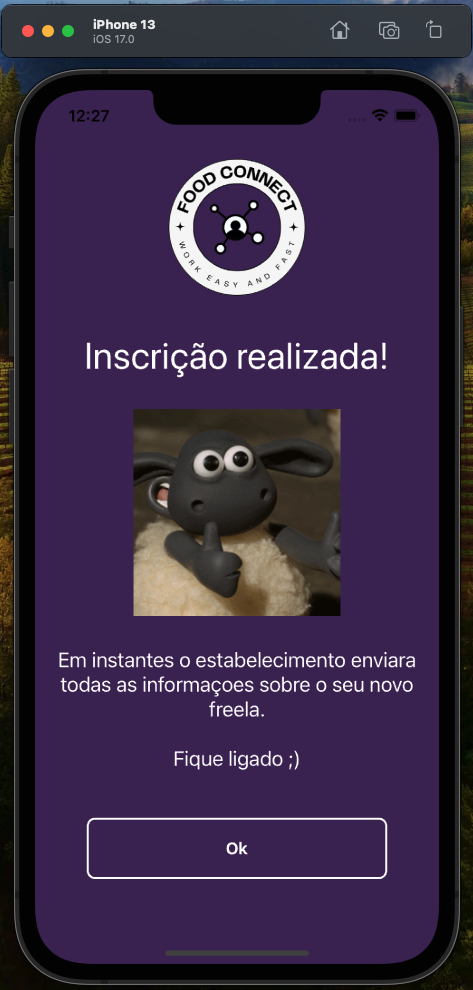 iPhone 13
iOS 17.0
12:27
FOOD CONNECT
WORK EASY AND FAST
Inscrição realizada!
Em instantes o estabelecimento enviara
todas as informaçoes sobre o seu novo
freela.
Fique ligado ;)
Ok